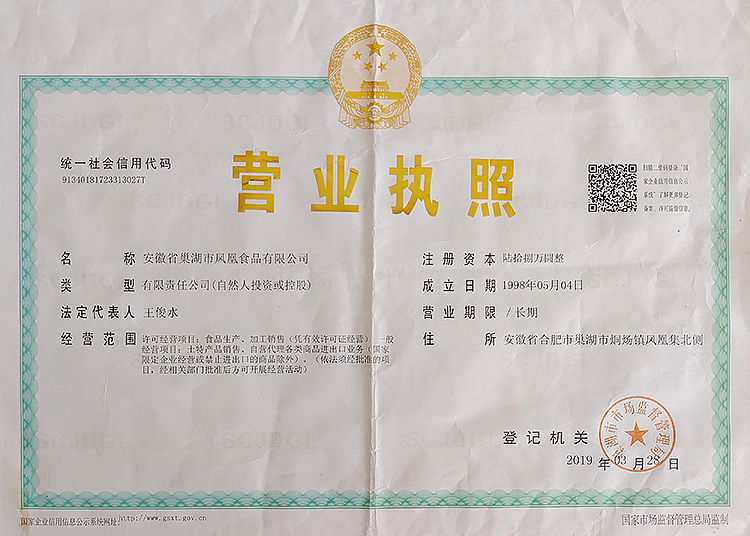 统一社会信用代码
91340181723313027T
营业执照
扫描二维码登录"国
家企业信用信息公示
系统"了解更多登记、
备案、许可监督信息。
名 称 安徽省巢湖市凤凰食品有限公司
类 型 有限责任公司(自然人投资或控股)
法定代表人 王俊水
经营范围 许可经营项目:食品生产、加工销售(凭有效许可证经营)一般
经营项目:土特产品销售、自营代理各类商品进出口业务(国家
限定企业经营或禁止进出口的商品除外)。(依法须经批准的项
目,经相关部门批准后方可开展经营活动)
注册资本 陆拾捌万圆整
成立日期 1998年05月04日
营业期限 /长期
住 所 安徽省合肥市巢湖市烔炀镇凤凰集北侧
登记机关
巢湖市市场监督管理局
2019 年 03 月 28 日
国家企业信用信息公示系统网址:http://www.gsxt.gov.cn
国家市场监督管理总局监制